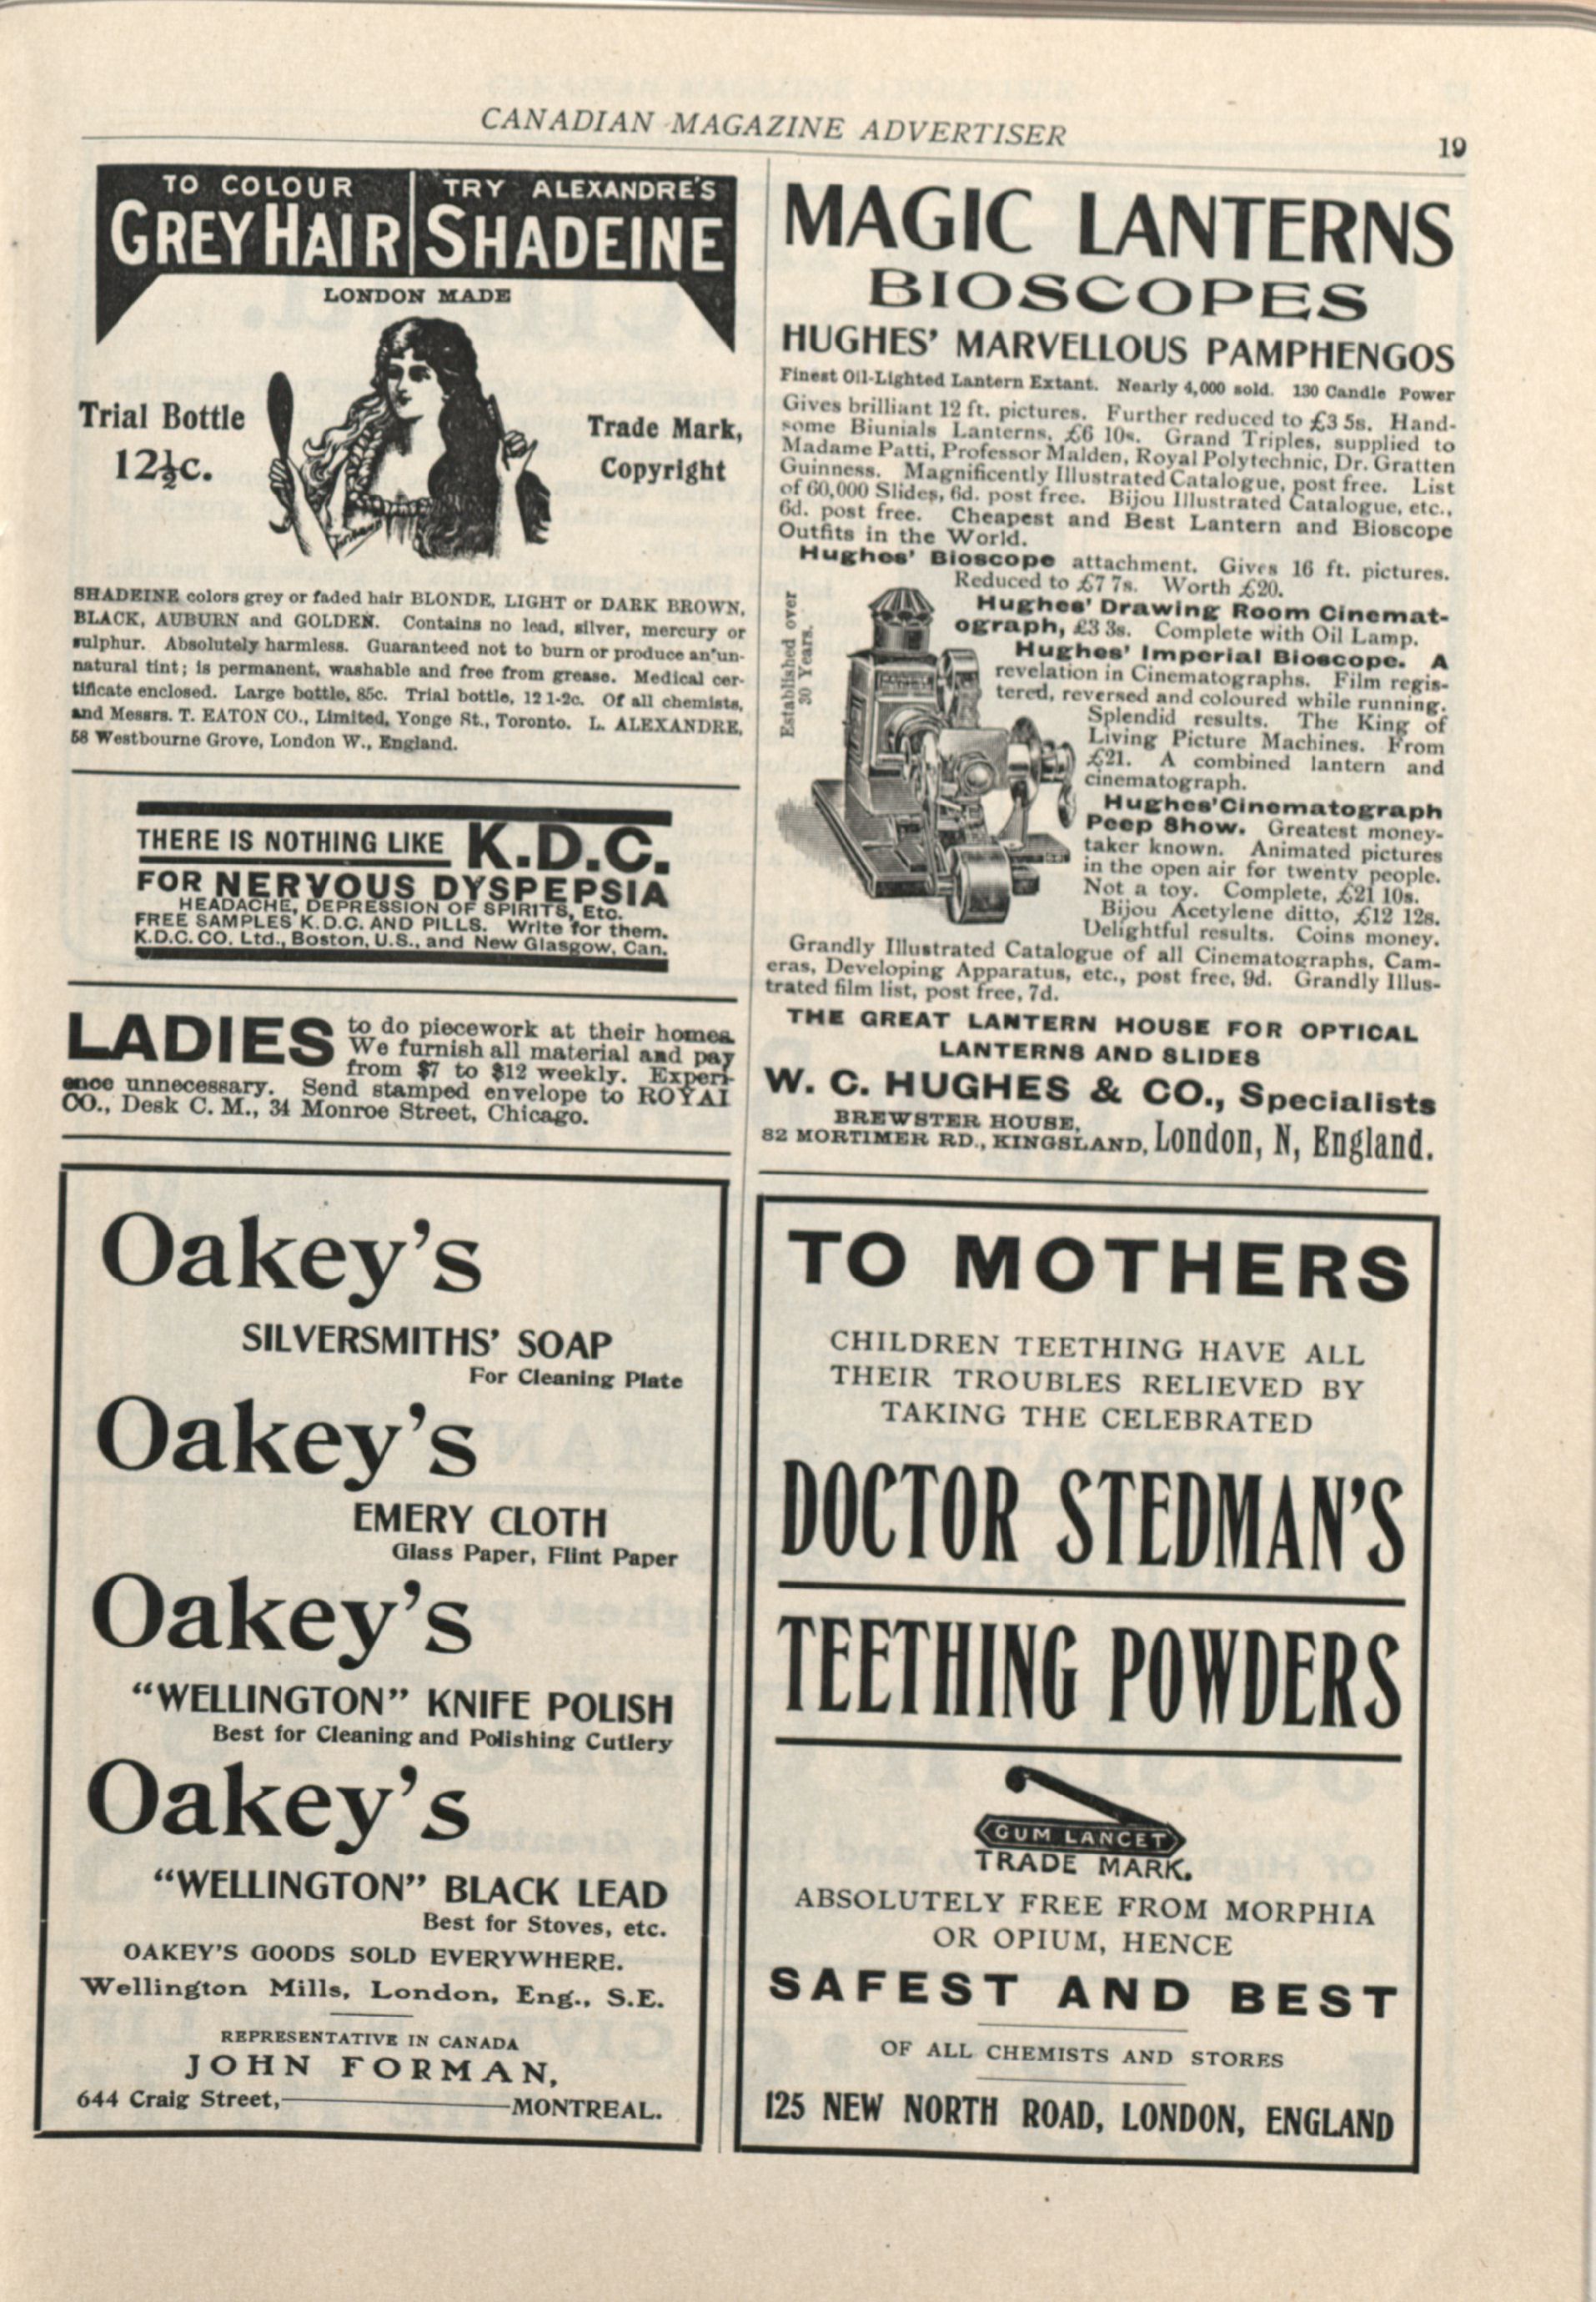 CANADIAN MAGAZINE ADVERTISER
19
TO COLOUR
GREY HAIR
TRY ALEXANDRE'S
SHADEINE
LONDON MADE
Trial Bottle
12½c.
Trade Mark,
Copyright
SHADEINE colors grey or faded hair BLONDE, LIGHT or DARK BROWN,
BLACK, AUBURN and GOLDEN. Contains no lead, silver, mercury or
sulphur. Absolutely harmless. Guaranteed not to burn or produce an un-
natural tint; is permanent, washable and free from grease. Medical cer-
tificate enclosed. Large bottle, 85c. Trial bottle, 12 1-2c. Of all chemists,
and Messrs. T. EATON CO., Limited, Yonge St., Toronto. L. ALEXANDRE,
58 Westbourne Grove, London W., England.
THERE IS NOTHING LIKE K.D.C.
FOR NERVOUS DYSPEPSIA
HEADACHE, DEPRESSION OF SPIRITS, Etc.
FREE SAMPLES K.D.C. AND PILLS. Write for them.
K.D.C. CO. Ltd., Boston, U.S., and New Glasgow, Can.
LADIES to do piecework at their homes
We furnish all material and pay
from $7 to $12 weekly. Experi-
ence unnecessary. Send stamped envelope to ROYAL
CO., Desk C. M., 34 Monroe Street, Chicago.
Oakey's
SILVERSMITHS' SOAP
For Cleaning Plate
Oakey's
EMERY CLOTH
Glass Paper, Flint Paper
Oakey's
"WELLINGTON" KNIFE POLISH
Best for Cleaning and Polishing Cutlery
Oakey's
"WELLINGTON" BLACK LEAD
Best for Stoves, etc.
OAKEY'S GOODS SOLD EVERYWHERE.
Wellington Mills, London, Eng., S.E.
REPRESENTATIVE IN CANADA
JOHN FORMAN,
644 Craig Street, MONTREAL.
MAGIC LANTERNS
BIOSCOPES
HUGHES' MARVELLOUS PAMPHENGOS
Finest Oil-Lighted Lantern Extant. Nearly 4,000 sold. 130 Candle Power
Gives brilliant 12 ft. pictures. Further reduced to £3 5s. Hand-
some Biunials Lanterns, £6 10s. Grand Triples, supplied to
Madame Patti, Professor Malden, Royal Polytechnic, Dr. Gratten
Guinness. Magnificently Illustrated Catalogue, post free. List
of 60,000 Slides, 6d. post free. Bijou Illustrated Catalogue, etc.,
6d. post free. Cheapest and Best Lantern and Bioscope
Outfits in the World.
Hughes' Bioscope attachment. Gives 16 ft. pictures.
Reduced to £7 7s. Worth £20.
Hughes' Drawing Room Cinemat-
ograph, £3 3s. Complete with Oil Lamp.
Hughes' Imperial Bioscope. A
revelation in Cinematographs. Film regis-
tered, reversed and coloured while running.
Splendid results. The King of
Living Picture Machines. From
£21. A combined lantern and
cinematograph.
Hughes' Cinematograph
Peep Show. Greatest money-
taker known. Animated pictures
in the open air for twenty people.
Not a toy. Complete, £21 10s.
Bijou Acetylene ditto, £12 12s.
Delightful results. Coins money.
Established over
30 Years.
Grandly Illustrated Catalogue of all Cinematographs, Cam-
eras, Developing Apparatus, etc., post free, 9d. Grandly Illus-
trated film list, post free, 7d.
THE GREAT LANTERN HOUSE FOR OPTICAL
LANTERNS AND SLIDES
W. C. HUGHES & CO., Specialists
BREWSTER HOUSE,
82 MORTIMER RD., KINGSLAND, London, N, England.
TO MOTHERS
CHILDREN TEETHING HAVE ALL
THEIR TROUBLES RELIEVED BY
TAKING THE CELEBRATED
DOCTOR STEDMAN'S
TEETHING POWDERS
GUM LANCET
TRADE MARK.
ABSOLUTELY FREE FROM MORPHIA
OR OPIUM, HENCE
SAFEST AND BEST
OF ALL CHEMISTS AND STORES
125 NEW NORTH ROAD, LONDON, ENGLAND